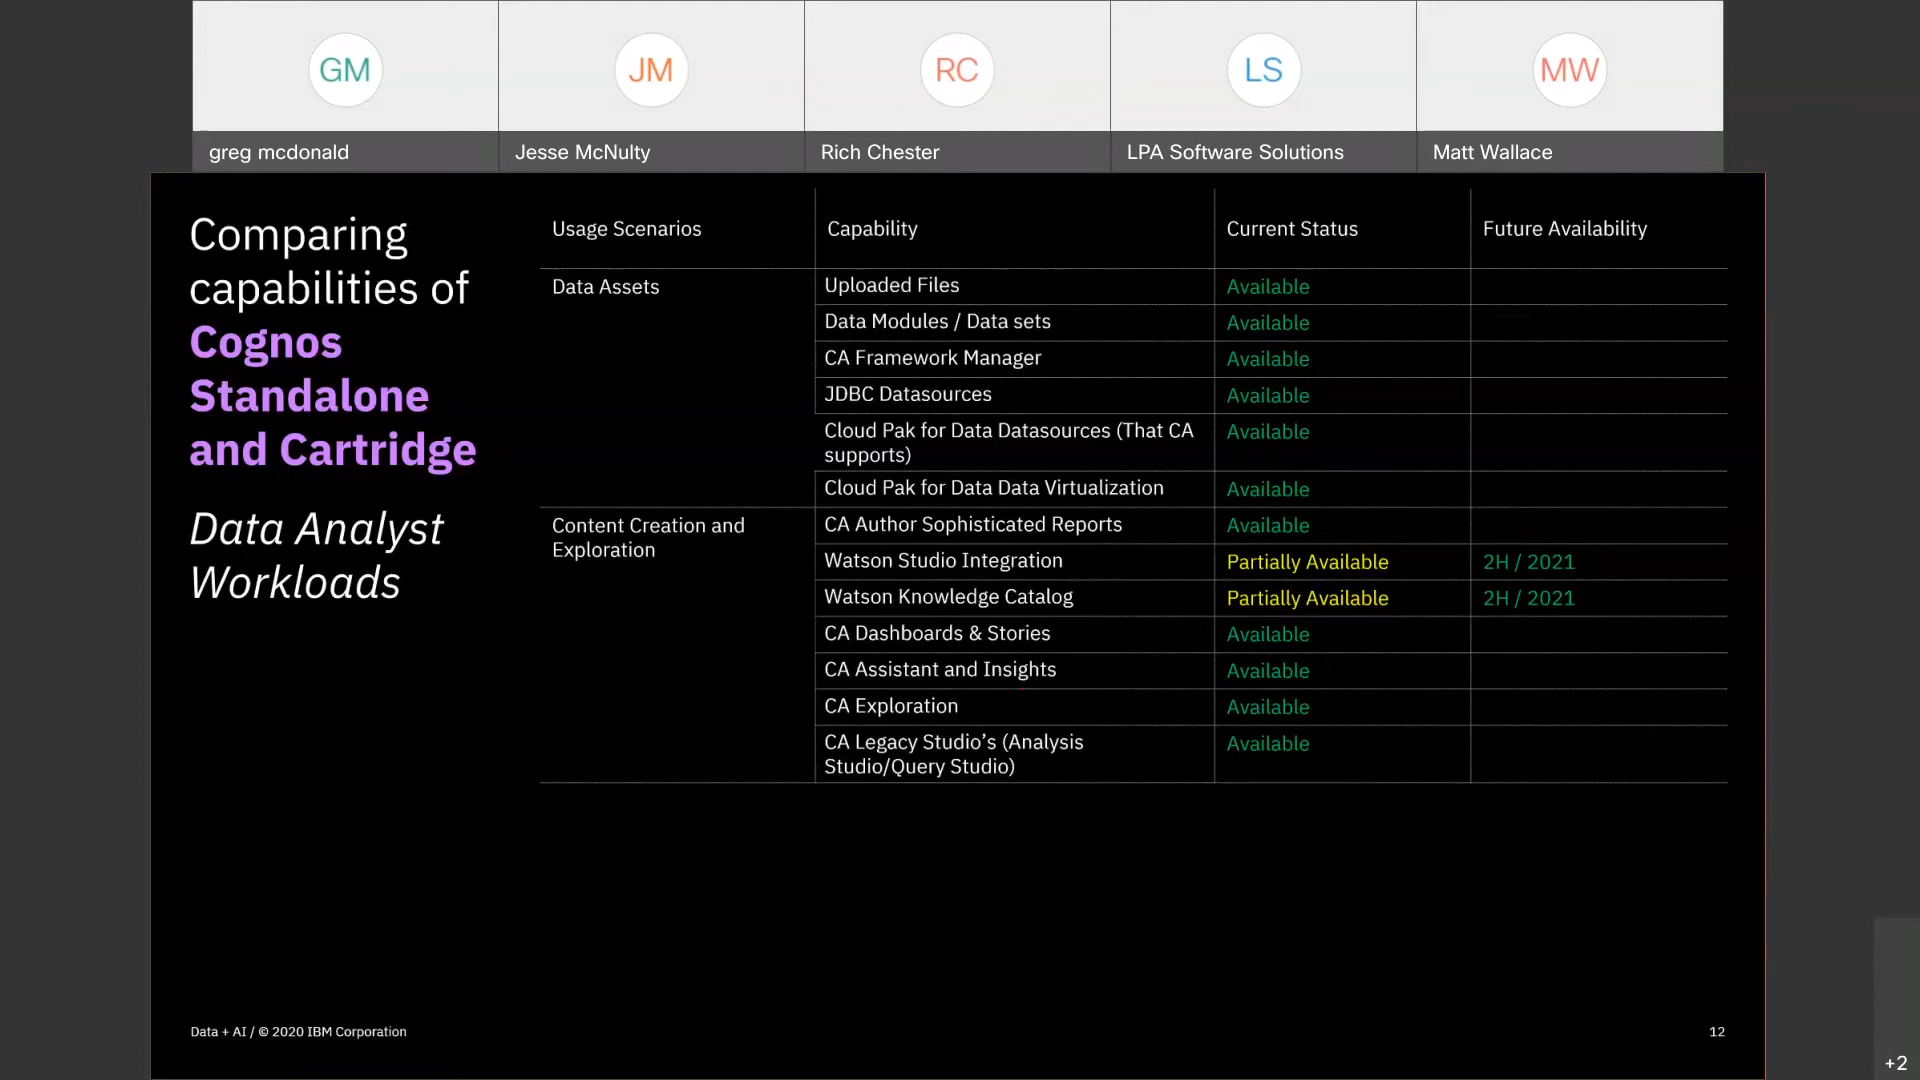 GM
JM
RC
LS
MW
greg mcdonald
Jesse McNulty
Rich Chester
LPA Software Solutions
Matt Wallace
Comparing
capabilities of
Cognos
Standalone
and Cartridge
Data Analyst
Workloads
Usage Scenarios
Capability
Current Status
Future Availability
Data Assets
Uploaded Files
Available
Data Modules / Data sets
Available
CA Framework Manager
Available
JDBC Datasources
Available
Cloud Pak for Data Datasources (That CA
supports)
Available
Cloud Pak for Data Data Virtualization
Available
Content Creation and
Exploration
CA Author Sophisticated Reports
Available
Watson Studio Integration
Partially Available
2H / 2021
Watson Knowledge Catalog
Partially Available
2H / 2021
CA Dashboards & Stories
Available
CA Assistant and Insights
Available
CA Exploration
Available
CA Legacy Studio’s (Analysis
Studio/Query Studio)
Available
Data + AI / © 2020 IBM Corporation
12
+2